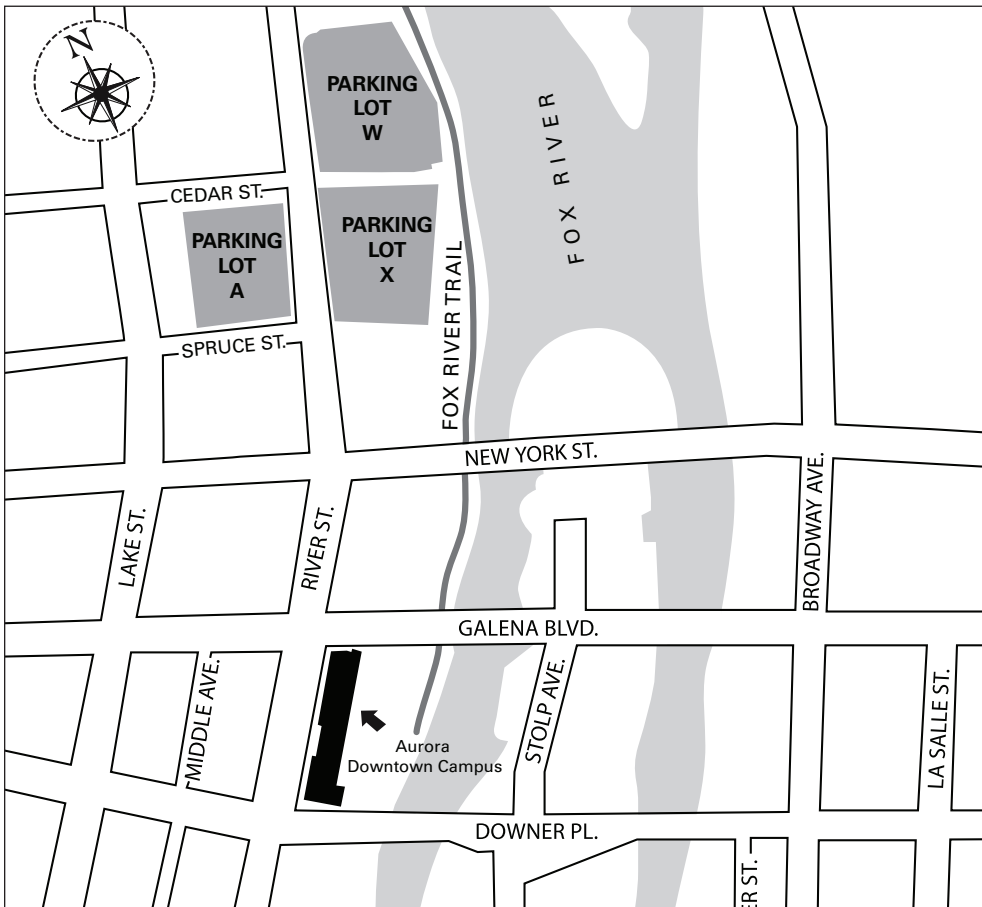 N
PARKING
LOT
W
FOX RIVER
CEDAR ST.
PARKING
LOT
A
PARKING
LOT
X
FOX RIVER TRAIL
SPRUCE ST.
NEW YORK ST.
LAKE ST.
RIVER ST.
BROADWAY AVE.
GALENA BLVD.
MIDDLE AVE.
STOLP AVE.
LA SALLE ST.
Aurora
Downtown Campus
DOWNER PL.
ER ST.